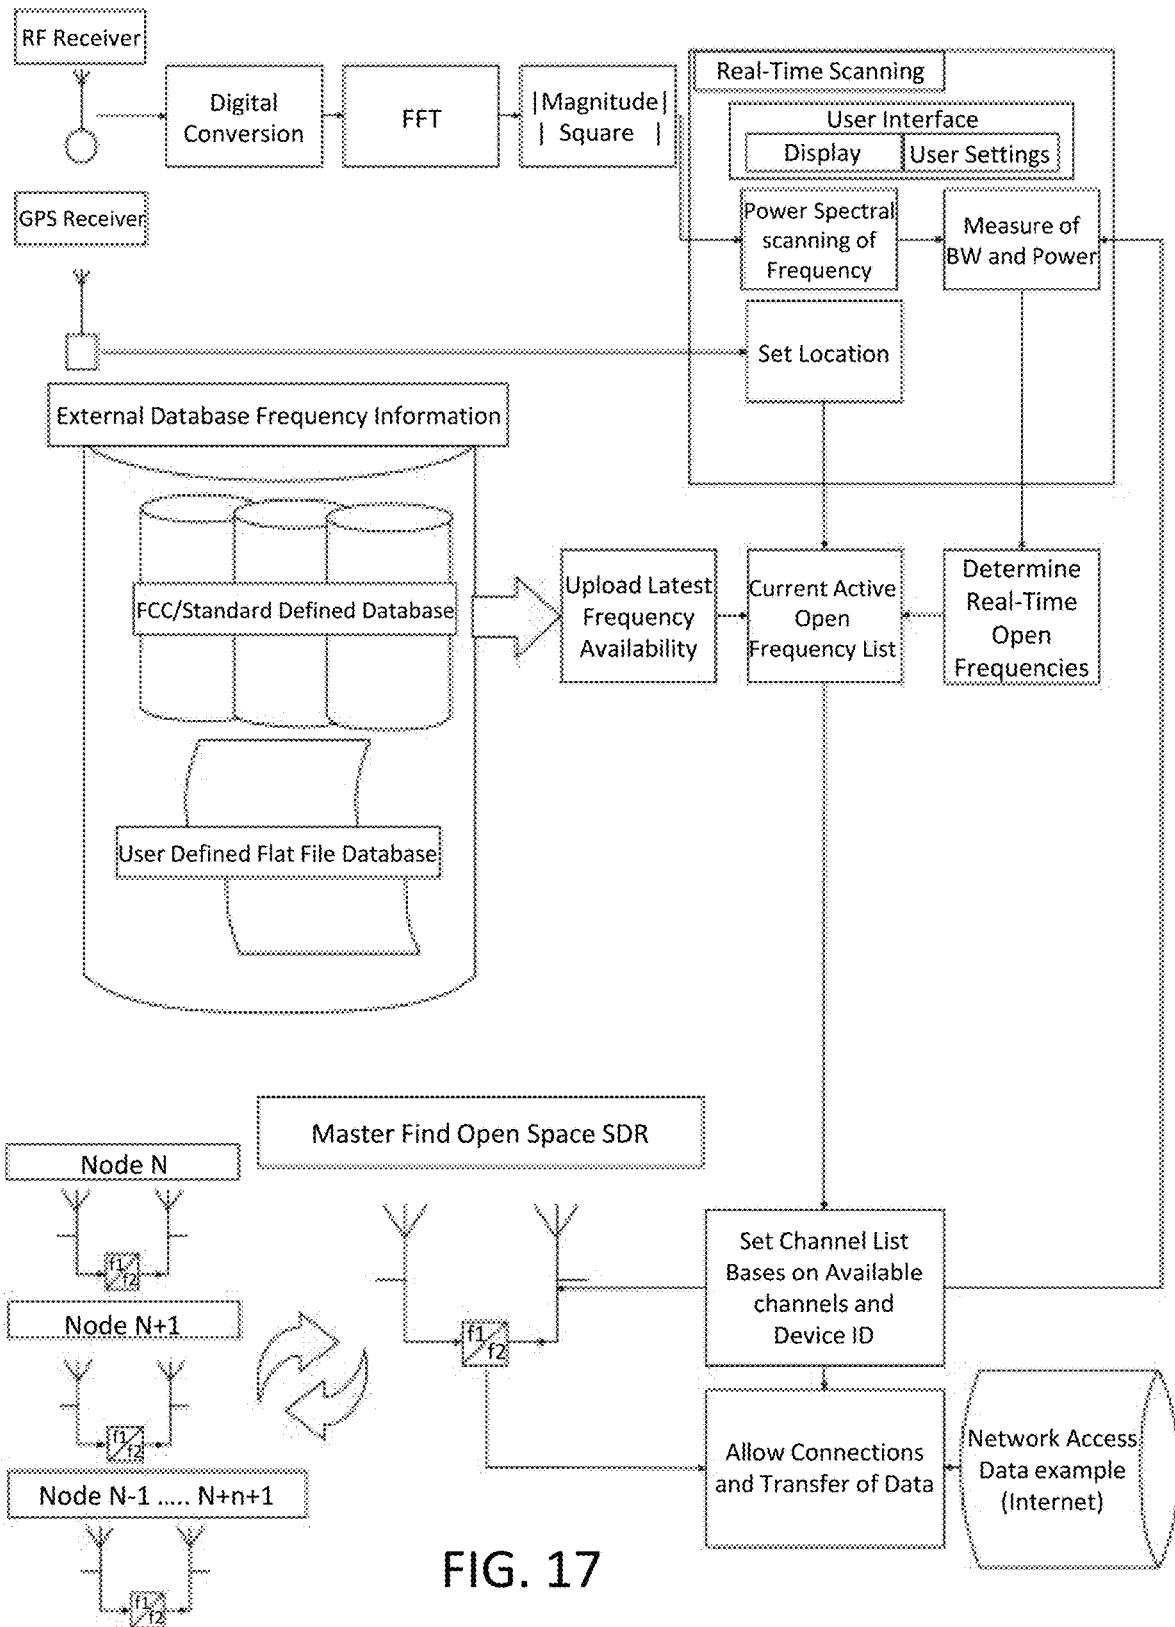 RF Receiver
Digital
Conversion
FFT
|Magnitude|
| Square |
Real-Time Scanning
User Interface
Display
User Settings
GPS Receiver
Power Spectral
scanning of
Frequency
Measure of
BW and Power
Set Location
External Database Frequency Information
FCC/Standard Defined Database
Upload Latest
Frequency
Availability
Current Active
Open
Frequency List
Determine
Real-Time
Open
Frequencies
User Defined Flat File Database
Master Find Open Space SDR
Node N
f1
f2
Node N+1
f1
f2
Node N-1 ..... N+n+1
f1
f2
f1
f2
Set Channel List
Bases on Available
channels and
Device ID
Allow Connections
and Transfer of Data
Network Access
Data example
(Internet)
FIG. 17